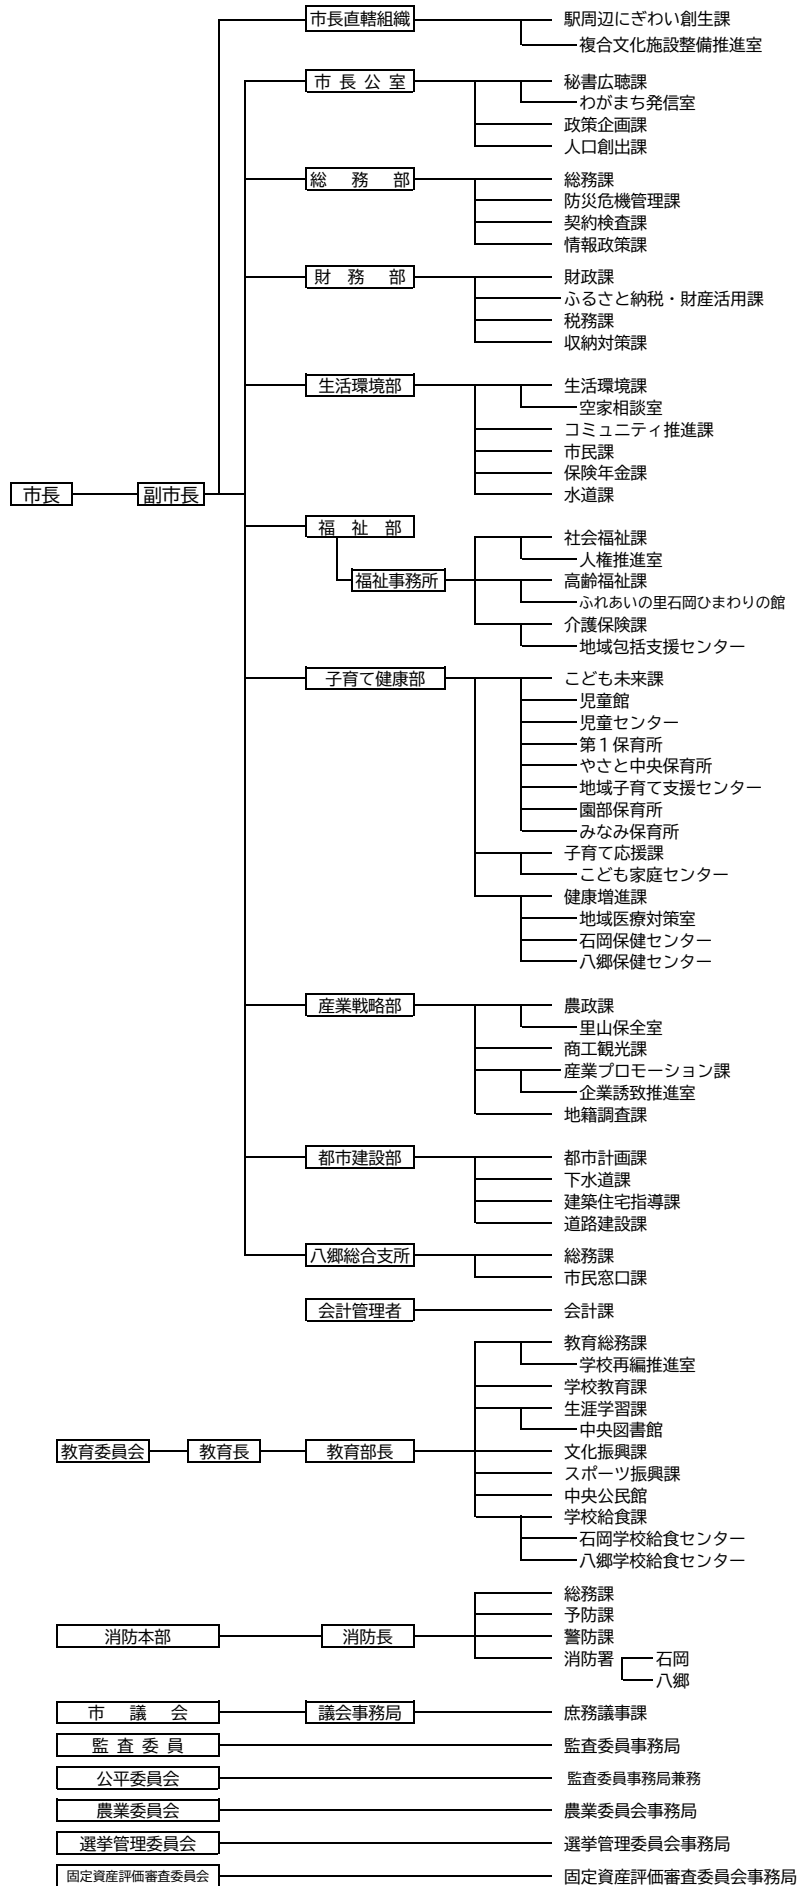 市長直轄組織
駅周辺にぎわい創生課
複合文化施設整備推進室
市長公室
秘書広聴課
わがまち発信室
政策企画課
人口創出課
総務部
総務課
防災危機管理課
契約検査課
情報政策課
財務部
財政課
ふるさと納税・財産活用課
税務課
収納対策課
生活環境部
生活環境課
空家相談室
コミュニティ推進課
市民課
保険年金課
水道課
市長
副市長
福祉部
福祉事務所
社会福祉課
人権推進室
高齢福祉課
ふれあいの里石岡ひまわりの館
介護保険課
地域包括支援センター
子育て健康部
こども未来課
児童館
児童センター
第1保育所
やさと中央保育所
地域子育て支援センター
園部保育所
みなみ保育所
子育て応援課
こども家庭センター
健康増進課
地域医療対策室
石岡保健センター
八郷保健センター
産業戦略部
農政課
里山保全室
商工観光課
産業プロモーション課
企業誘致推進室
地籍調査課
都市建設部
都市計画課
下水道課
建築住宅指導課
道路建設課
八郷総合支所
総務課
市民窓口課
会計管理者
会計課
教育委員会
教育長
教育部長
教育総務課
学校再編推進室
学校教育課
生涯学習課
中央図書館
文化振興課
スポーツ振興課
中央公民館
学校給食課
石岡学校給食センター
八郷学校給食センター
消防本部
消防長
総務課
予防課
警防課
消防署
石岡
八郷
市議会
議会事務局
庶務議事課
監査委員
監査委員事務局
公平委員会
監査委員事務局兼務
農業委員会
農業委員会事務局
選挙管理委員会
選挙管理委員会事務局
固定資産評価審査委員会
固定資産評価審査委員会事務局